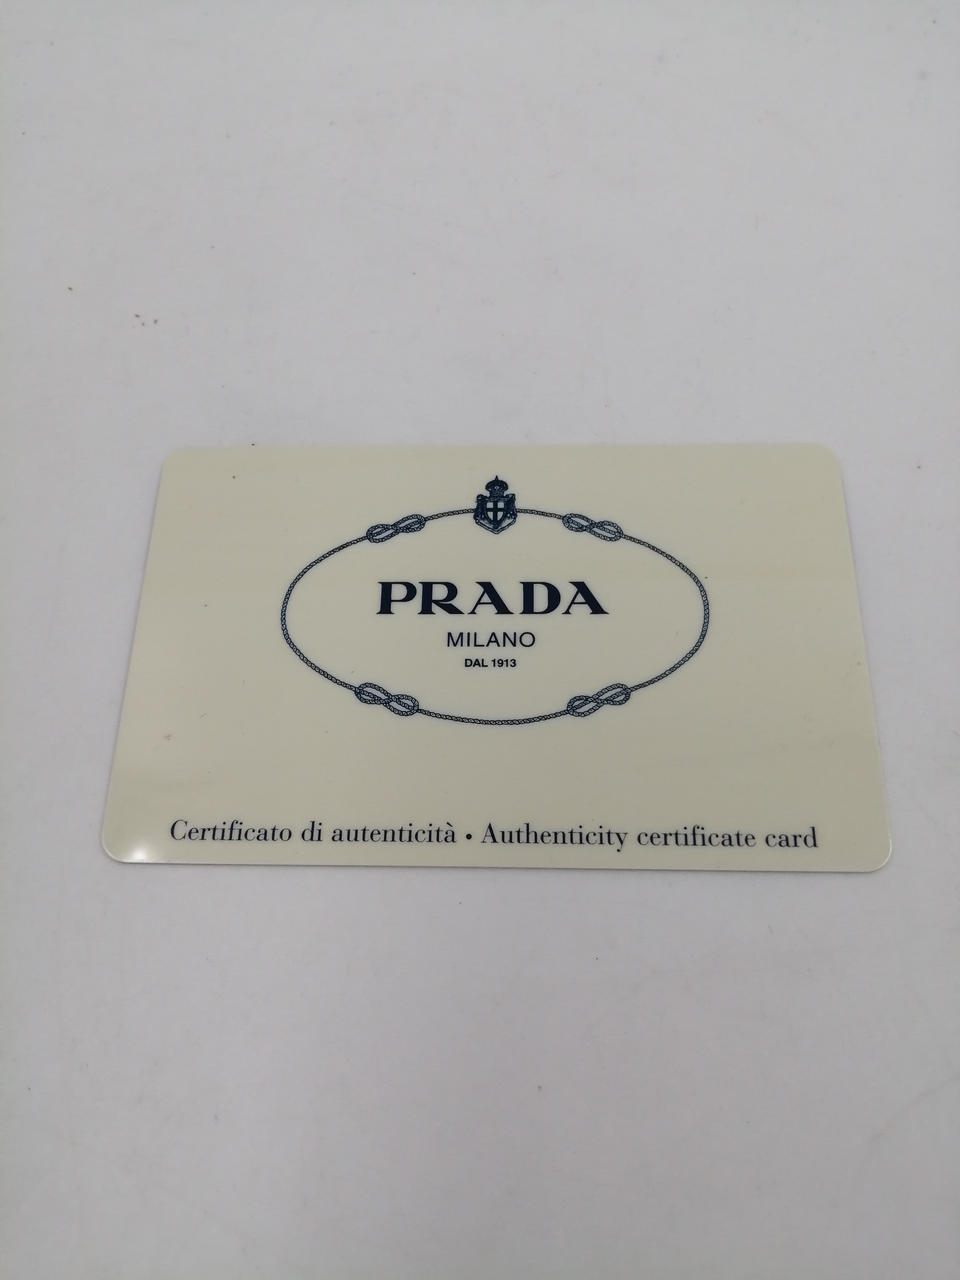 PRADA
MILANO
DAL 1913
Certificato di autenticità • Authenticity certificate card